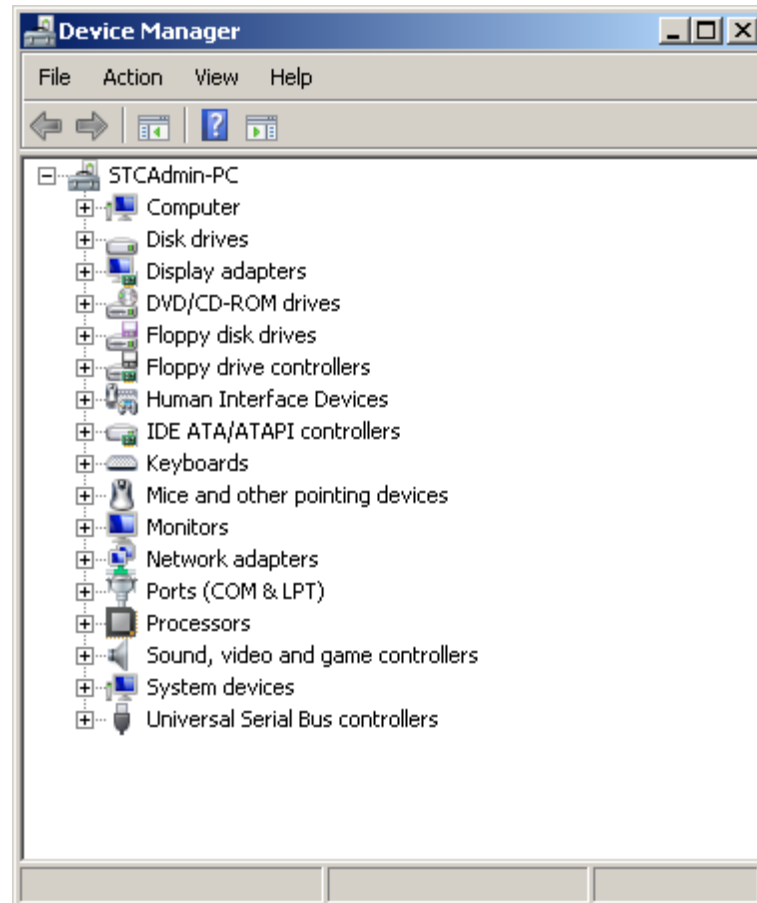 Device Manager
File Action View Help
STCAdmin-PC
Computer
Disk drives
Display adapters
DVD/CD-ROM drives
Floppy disk drives
Floppy drive controllers
Human Interface Devices
IDE ATA/ATAPI controllers
Keyboards
Mice and other pointing devices
Monitors
Network adapters
Ports (COM & LPT)
Processors
Sound, video and game controllers
System devices
Universal Serial Bus controllers